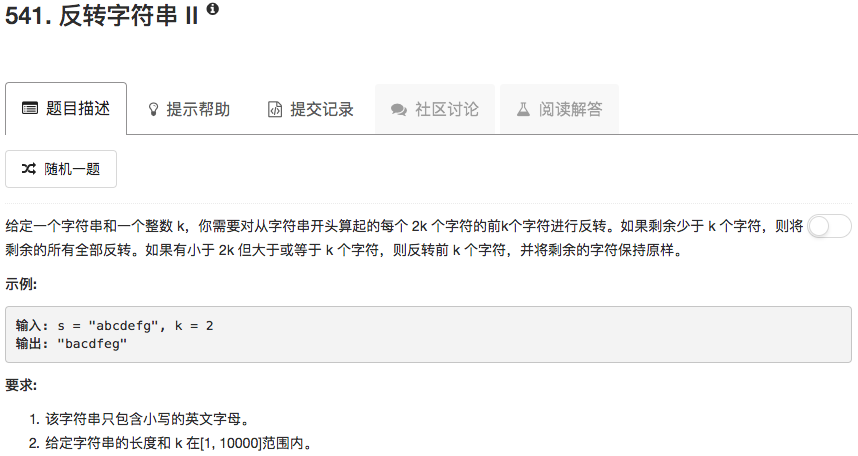 541. 反转字符串 II
题目描述 提示帮助 提交记录 社区讨论 阅读解答
随机一题
给定一个字符串和一个整数 k，你需要对从字符串开头算起的每个 2k 个字符的前k个字符进行反转。如果剩余少于 k 个字符，则将
剩余的所有全部反转。如果有小于 2k 但大于或等于 k 个字符，则反转前 k 个字符，并将剩余的字符保持原样。
示例:
输入: s = "abcdefg", k = 2
输出: "bacdfeg"
要求:
1. 该字符串只包含小写的英文字母。
2. 给定字符串的长度和 k 在[1, 10000]范围内。